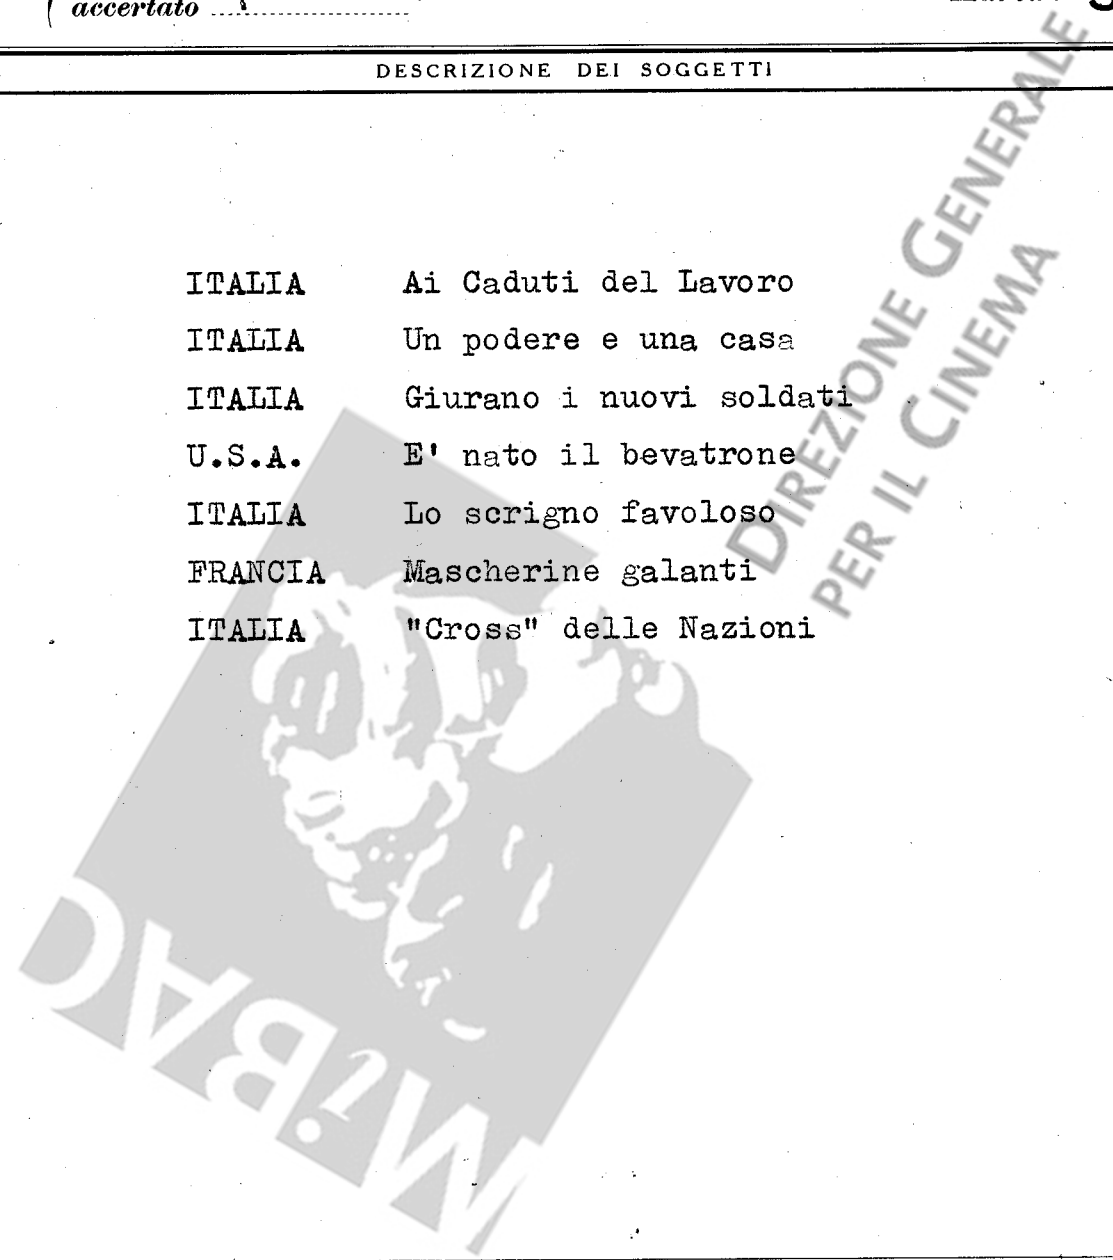 accertato
DESCRIZIONE DEI SOGGETTI
ITALIA Ai Caduti del Lavoro
ITALIA Un podere e una casa
ITALIA Giurano i nuovi soldati
U.S.A. E' nato il bevatrone
ITALIA Lo scrigno favoloso
FRANCIA Mascherine galanti
ITALIA "Cross" delle Nazioni
DIREZIONE GENERALE
PER IL CINEMA
MiBAC